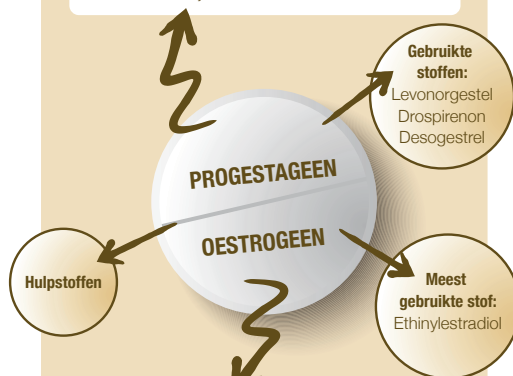 Gebruikte
stoffen:
Levonorgestel
Drospirenon
Desogestrel
PROGESTAGEEN
OESTROGEEN
Hulpstoffen
Meest
gebruikte stof:
Ethinylestradiol